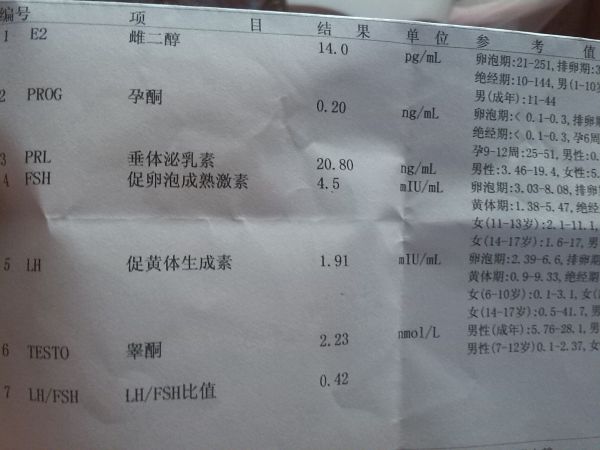 编号 项 目 结 果 单 位 参 考 值
1 E2 雌二醇 14.0 pg/mL 卵泡期:21-251,排卵期:3
绝经期:10-144,男(1-10岁
男(成年):11-44
2 PROG 孕酮 0.20 ng/mL 卵泡期:< 0.1-0.3,排卵期
绝经期:< 0.1-0.3,孕6周
孕9-12周:25-51,男性:0.
3 PRL 垂体泌乳素 20.80 ng/mL 男性:3.46-19.4,女性:5.
4 FSH 促卵泡成熟激素 4.5 mIU/mL 卵泡期:3.03-8.08,排卵
黄体期:1.38-5.47,绝经
女(11-13岁):2.1-11.1,
女(14-17岁):1.6-17,男
5 LH 促黄体生成素 1.91 mIU/mL 卵泡期:2.39-6.6,排卵期
黄体期:0.9-9.33,绝经期
女(6-10岁):0.1-3.1,女(
女(14-17岁):0.5-41.7,男
6 TESTO 睾酮 2.23 nmol/L 男性(成年):5.76-28.1,男
男性(7-12岁)0.1-2.37,女
7 LH/FSH LH/FSH比值 0.42